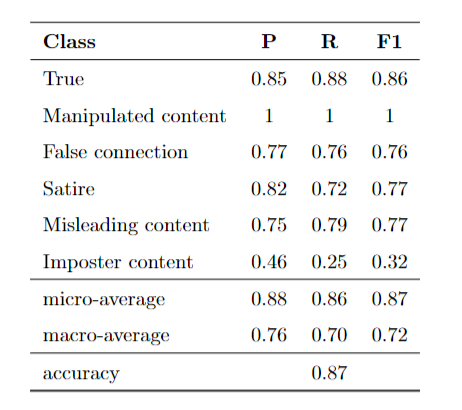 Class P R F1
True 0.85 0.88 0.86
Manipulated content 1 1 1
False connection 0.77 0.76 0.76
Satire 0.82 0.72 0.77
Misleading content 0.75 0.79 0.77
Imposter content 0.46 0.25 0.32
micro-average 0.88 0.86 0.87
macro-average 0.76 0.70 0.72
accuracy 0.87